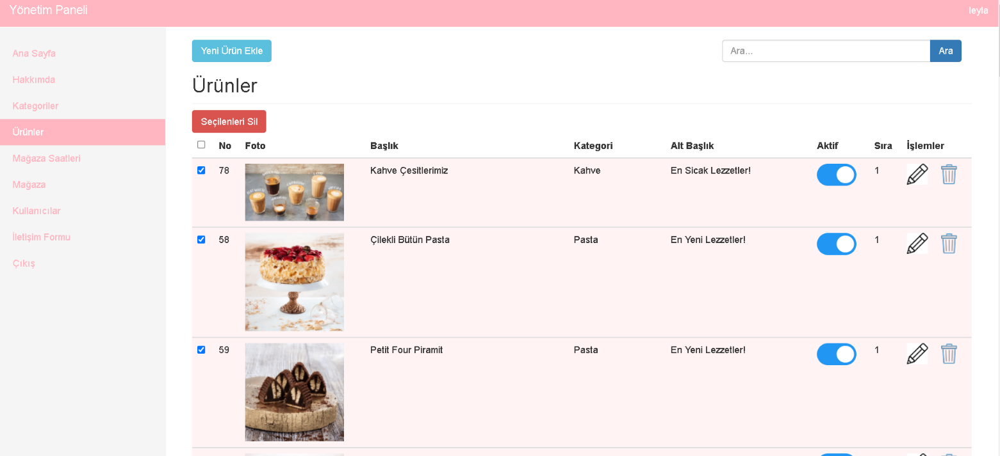 Yönetim Paneli
leyla
Ana Sayfa
Hakkımda
Kategoriler
Ürünler
Mağaza Saatleri
Mağaza
Kullanıcılar
İletişim Formu
Çıkış
Yeni Ürün Ekle
Ara...
Ara
Ürünler
Seçilenleri Sil
No Foto Başlık Kategori Alt Başlık Aktif Sıra İşlemler
78 Kahve Çesitlerimiz Kahve En Sicak Lezzetler! 1
58 Çilekli Bütün Pasta Pasta En Yeni Lezzetler! 1
59 Petit Four Piramit Pasta En Yeni Lezzetler! 1